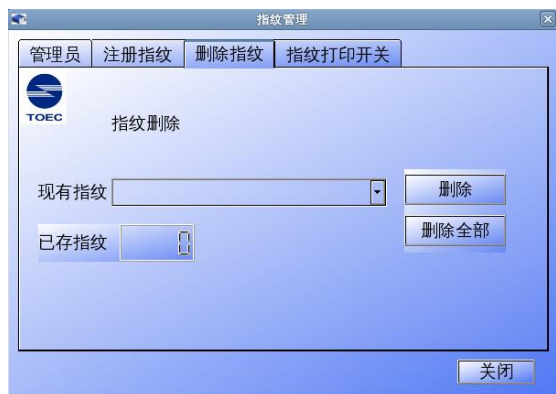 指纹管理
管理员 注册指纹 删除指纹 指纹打印开关
TOEC
指纹删除
现有指纹 删除
删除全部
已存指纹 0
关闭